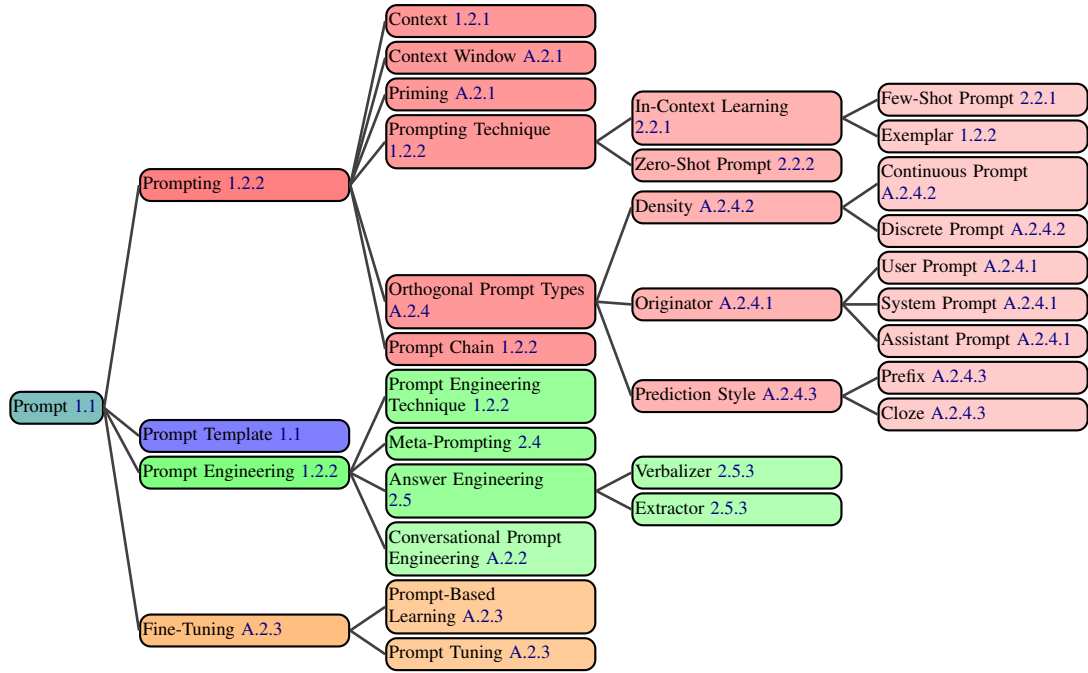 Context 1.2.1
Context Window A.2.1
Priming A.2.1
Prompting Technique
1.2.2
In-Context Learning
2.2.1
Few-Shot Prompt 2.2.1
Exemplar 1.2.2
Zero-Shot Prompt 2.2.2
Prompting 1.2.2
Density A.2.4.2
Continuous Prompt
A.2.4.2
Discrete Prompt A.2.4.2
Orthogonal Prompt Types
A.2.4
Originator A.2.4.1
User Prompt A.2.4.1
System Prompt A.2.4.1
Assistant Prompt A.2.4.1
Prompt Chain 1.2.2
Prediction Style A.2.4.3
Prefix A.2.4.3
Cloze A.2.4.3
Prompt 1.1
Prompt Template 1.1
Prompt Engineering 1.2.2
Prompt Engineering
Technique 1.2.2
Meta-Prompting 2.4
Answer Engineering
2.5
Verbalizer 2.5.3
Extractor 2.5.3
Conversational Prompt
Engineering A.2.2
Fine-Tuning A.2.3
Prompt-Based
Learning A.2.3
Prompt Tuning A.2.3